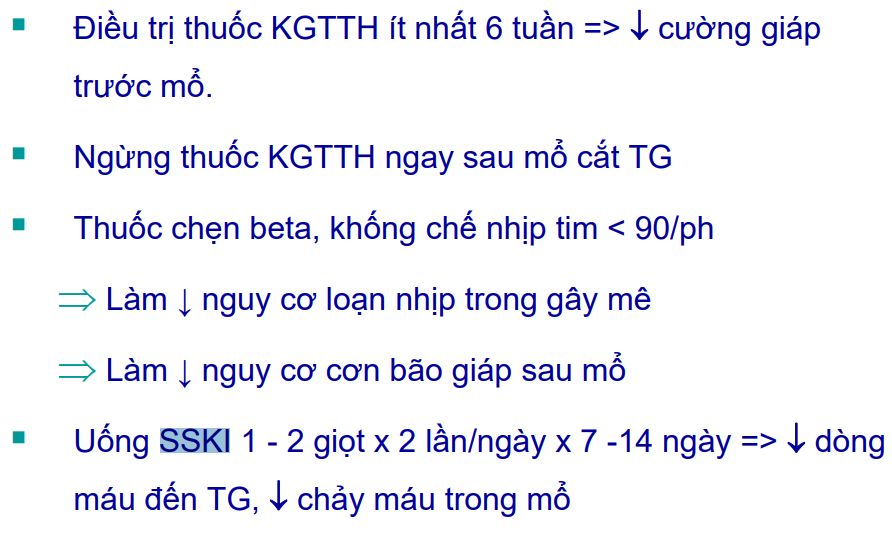 ▪ Điều trị thuốc KGTTH ít nhất 6 tuần => ↓ cường giáp
trước mổ.
▪ Ngừng thuốc KGTTH ngay sau mổ cắt TG
▪ Thuốc chẹn beta, khống chế nhịp tim < 90/ph
⇒ Làm ↓ nguy cơ loạn nhịp trong gây mê
⇒ Làm ↓ nguy cơ cơn bão giáp sau mổ
▪ Uống SSKI 1 - 2 giọt x 2 lần/ngày x 7 -14 ngày => ↓ dòng
máu đến TG, ↓ chảy máu trong mổ